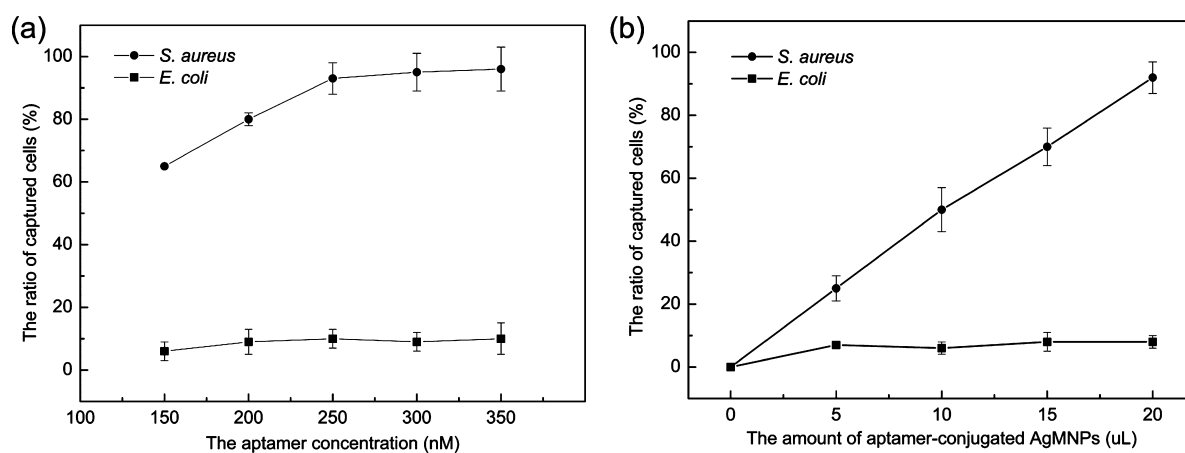 (a)
S. aureus
E. coli
The ratio of captured cells (%)
100
80
60
40
20
0
100 150 200 250 300 350
The aptamer concentration (nM)
(b)
S. aureus
E. coli
The ratio of captured cells (%)
100
80
60
40
20
0
0 5 10 15 20
The amount of aptamer-conjugated AgMNPs (uL)